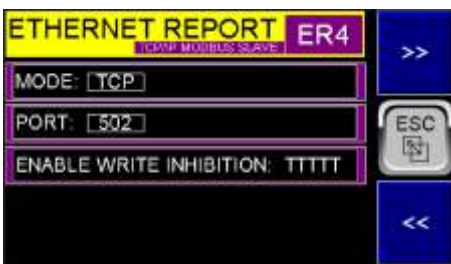 ETHERNET REPORT ER4
TCP/IP MODBUS SLAVE
>>
MODE: TCP
PORT: 502
ESC
ENABLE WRITE INHIBITION: TTTTT
<<